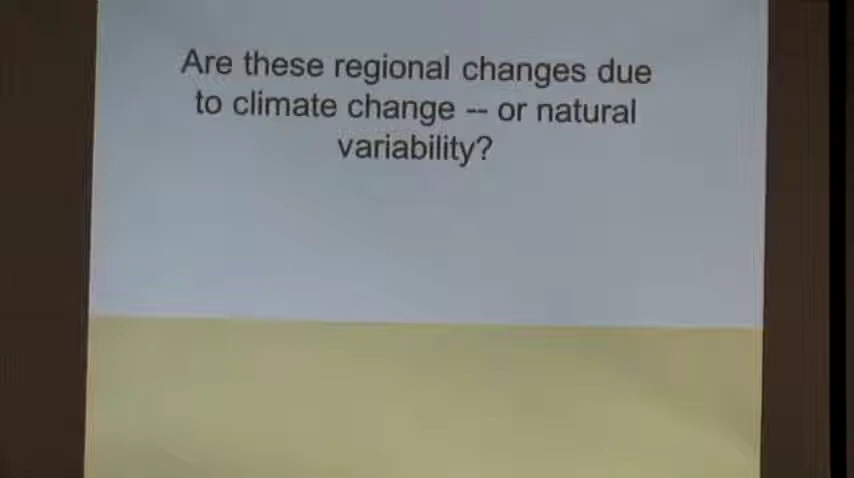 Are these regional changes due
to climate change -- or natural
variability?